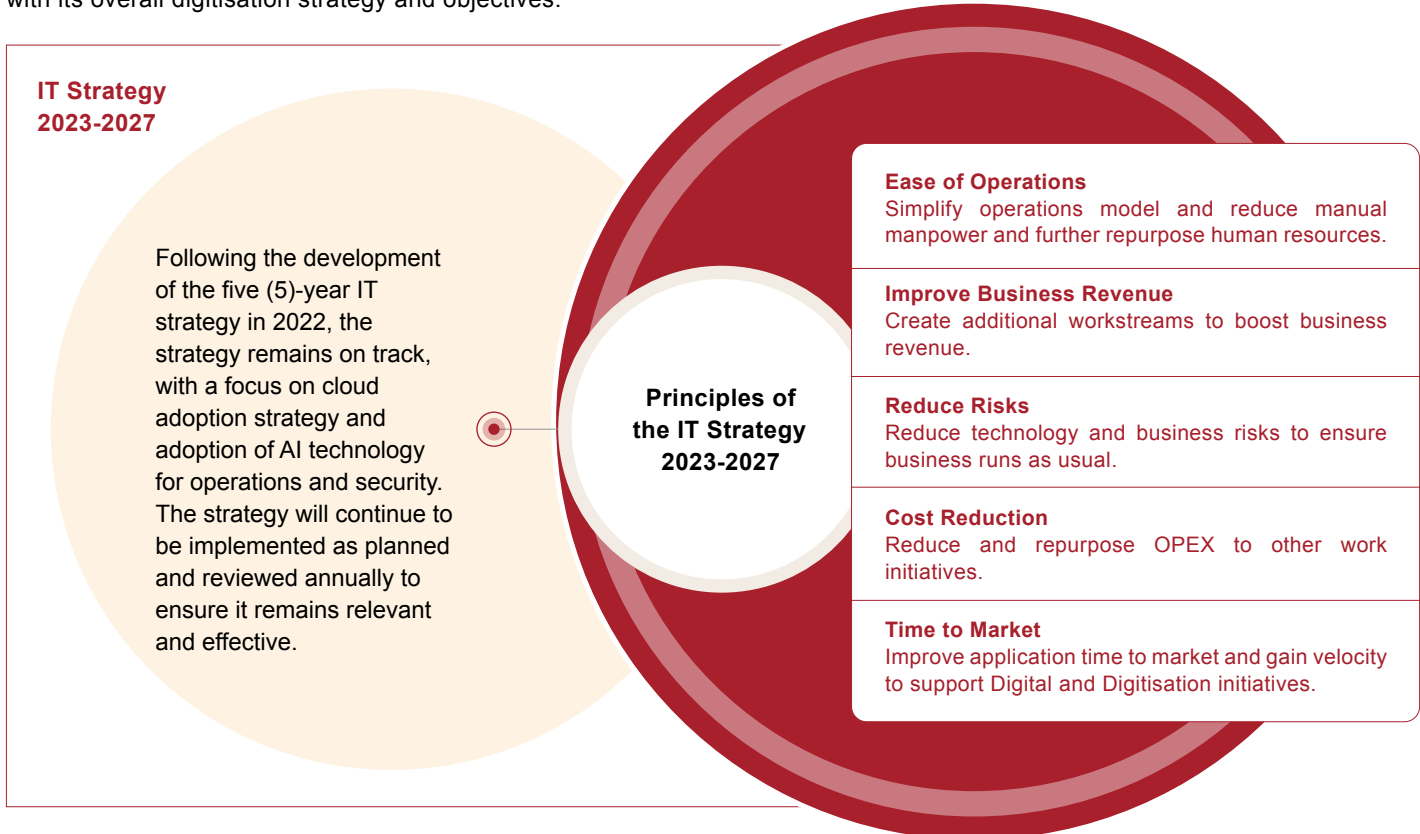 with its overall digitisation strategy and objectives.
IT Strategy
2023-2027
Following the development
of the five (5)-year IT
strategy in 2022, the
strategy remains on track,
with a focus on cloud
adoption strategy and
adoption of AI technology
for operations and security.
The strategy will continue to
be implemented as planned
and reviewed annually to
ensure it remains relevant
and effective.
Principles of
the IT Strategy
2023-2027
Ease of Operations
Simplify operations model and reduce manual
manpower and further repurpose human resources.
Improve Business Revenue
Create additional workstreams to boost business
revenue.
Reduce Risks
Reduce technology and business risks to ensure
business runs as usual.
Cost Reduction
Reduce and repurpose OPEX to other work
initiatives.
Time to Market
Improve application time to market and gain velocity
to support Digital and Digitisation initiatives.